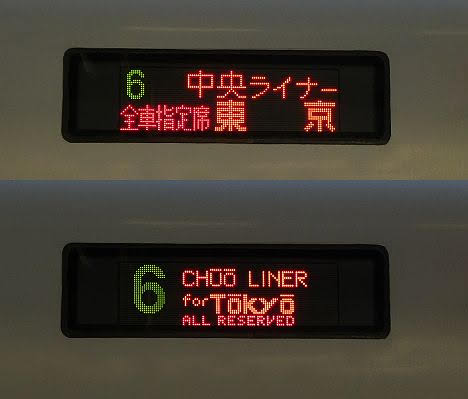 6 中央ライナー
全車指定席 東京
6 CHŪŌ LINER
for Tōkyō
ALL RESERVED